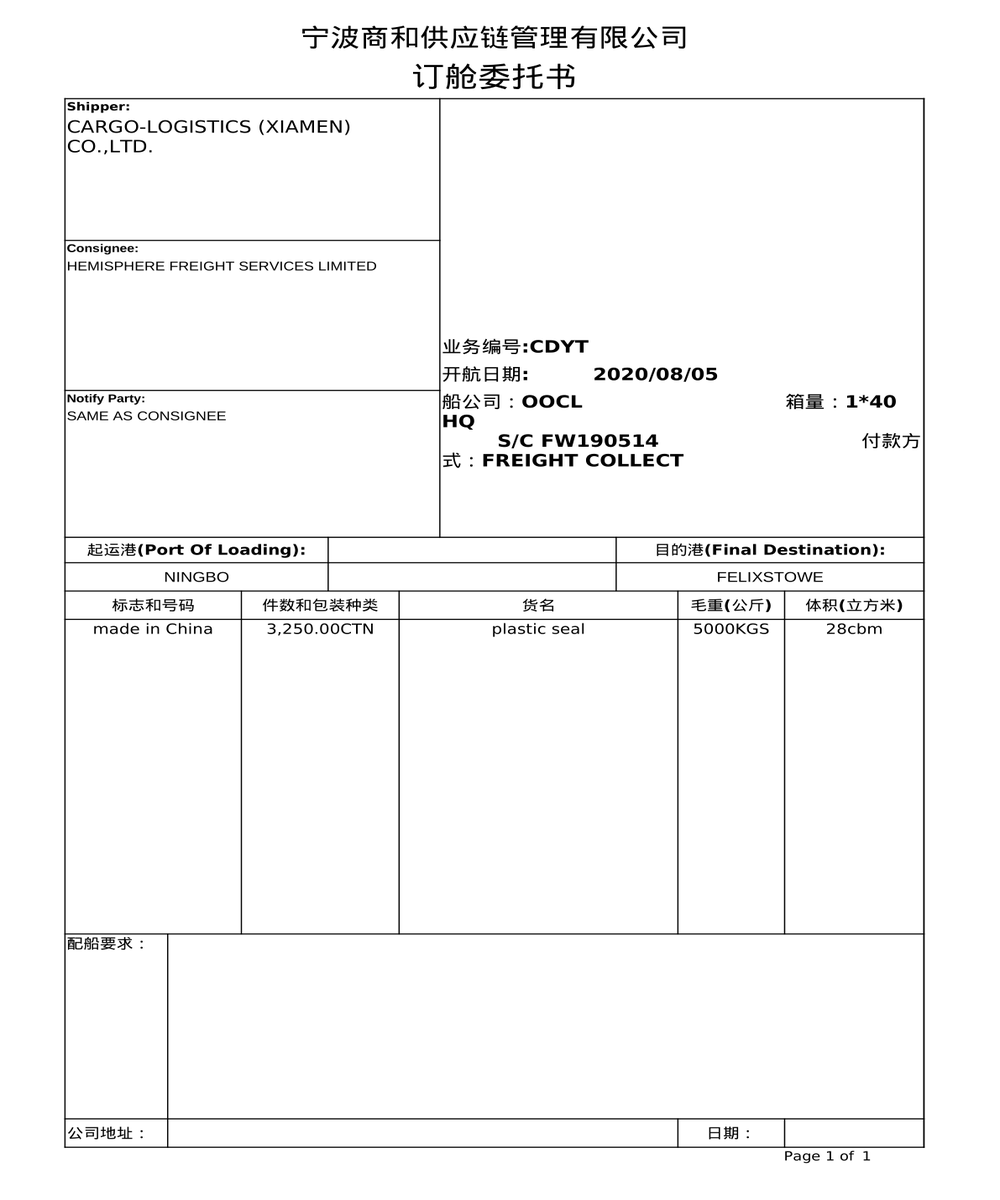 宁波商和供应链管理有限公司
订舱委托书
Shipper:
CARGO-LOGISTICS (XIAMEN)
CO.,LTD.
Consignee:
HEMISPHERE FREIGHT SERVICES LIMITED
Notify Party:
SAME AS CONSIGNEE
业务编号:CDYT
开航日期: 2020/08/05
船公司：OOCL 箱量：1*40
HQ
S/C FW190514 付款方
式：FREIGHT COLLECT
起运港(Port Of Loading): 目的港(Final Destination):
NINGBO FELIXSTOWE
标志和号码 件数和包装种类 货名 毛重(公斤) 体积(立方米)
made in China 3,250.00CTN plastic seal 5000KGS 28cbm
配船要求：
公司地址： 日期：
Page 1 of 1